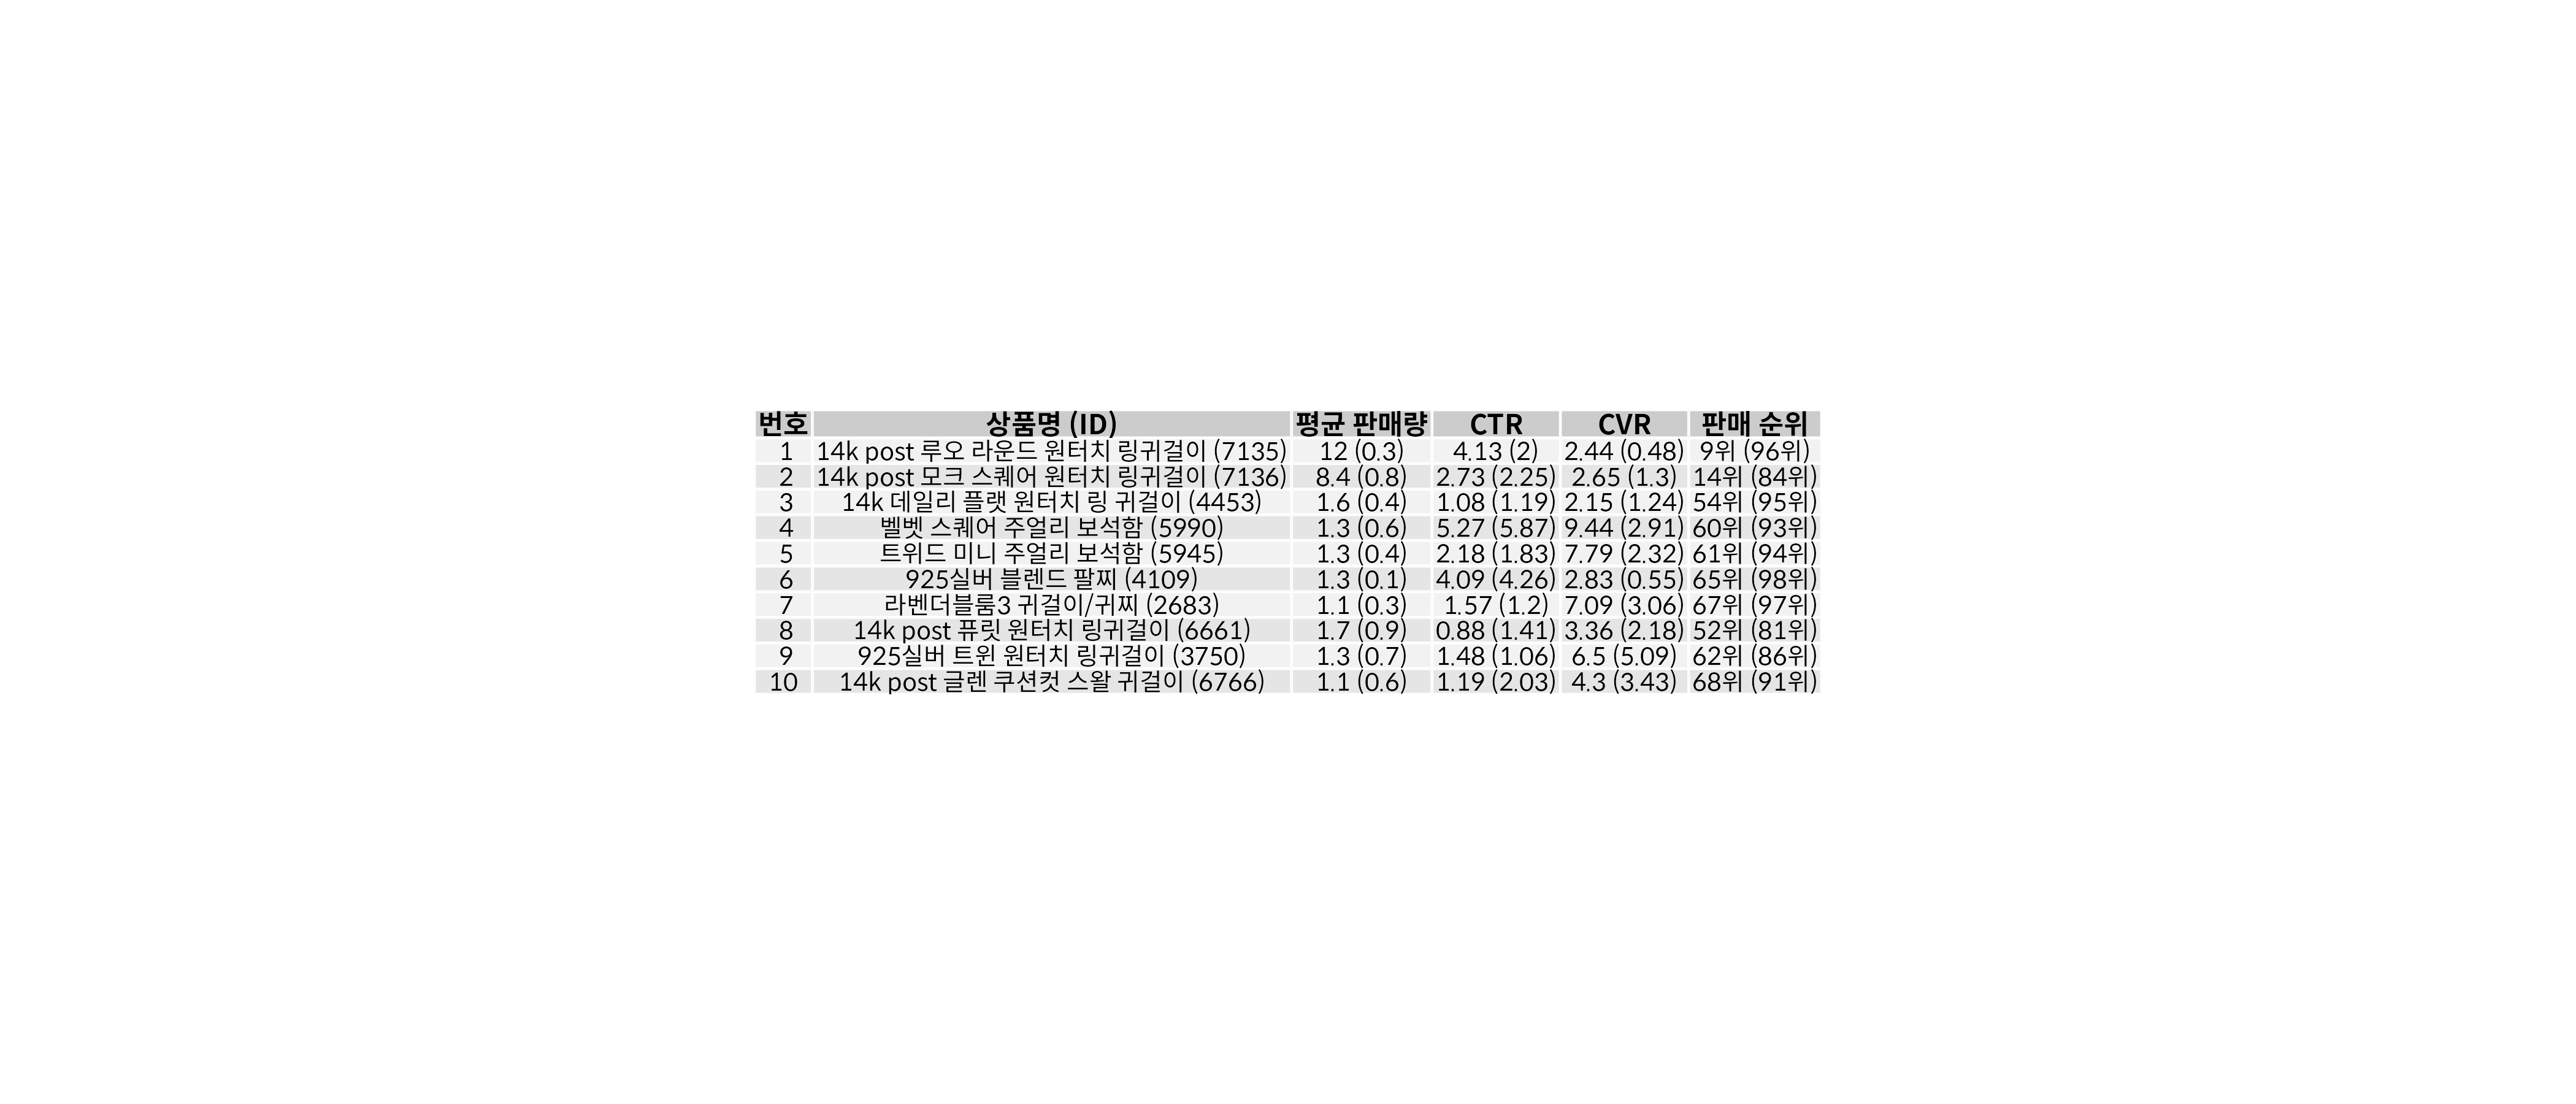 번호 상품명 (ID) 평균 판매량 CTR CVR 판매 순위
1 14k post 루오 라운드 원터치 링귀걸이 (7135) 12 (0.3) 4.13 (2) 2.44 (0.48) 9위 (96위)
2 14k post 모크 스퀘어 원터치 링귀걸이 (7136) 8.4 (0.8) 2.73 (2.25) 2.65 (1.3) 14위 (84위)
3 14k 데일리 플랫 원터치 링 귀걸이 (4453) 1.6 (0.4) 1.08 (1.19) 2.15 (1.24) 54위 (95위)
4 벨벳 스퀘어 주얼리 보석함 (5990) 1.3 (0.6) 5.27 (5.87) 9.44 (2.91) 60위 (93위)
5 트위드 미니 주얼리 보석함 (5945) 1.3 (0.4) 2.18 (1.83) 7.79 (2.32) 61위 (94위)
6 925실버 블렌드 팔찌 (4109) 1.3 (0.1) 4.09 (4.26) 2.83 (0.55) 65위 (98위)
7 라벤더블룸3 귀걸이/귀찌 (2683) 1.1 (0.3) 1.57 (1.2) 7.09 (3.06) 67위 (97위)
8 14k post 퓨릿 원터치 링귀걸이 (6661) 1.7 (0.9) 0.88 (1.41) 3.36 (2.18) 52위 (81위)
9 925실버 트윈 원터치 링귀걸이 (3750) 1.3 (0.7) 1.48 (1.06) 6.5 (5.09) 62위 (86위)
10 14k post 글렌 쿠션컷 스왈 귀걸이 (6766) 1.1 (0.6) 1.19 (2.03) 4.3 (3.43) 68위 (91위)